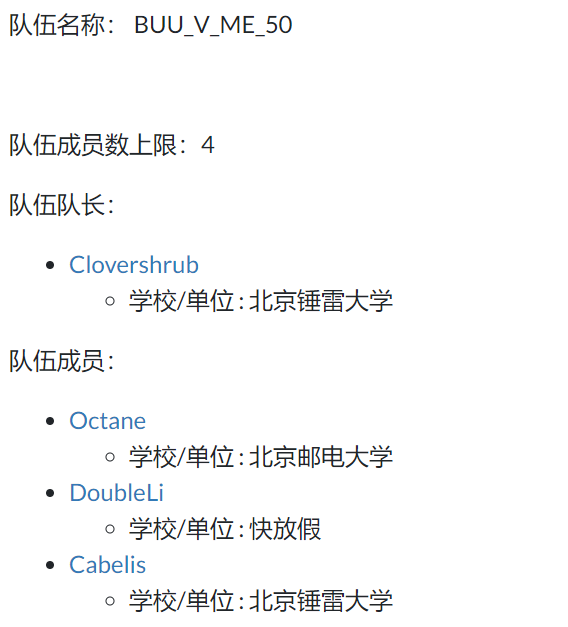 队伍名称： BUU_V_ME_50
队伍成员数上限：4
队伍队长：
Clovershrub
学校/单位：北京锤雷大学
队伍成员：
Octane
学校/单位：北京邮电大学
DoubleLi
学校/单位：快放假
Cabelis
学校/单位：北京锤雷大学